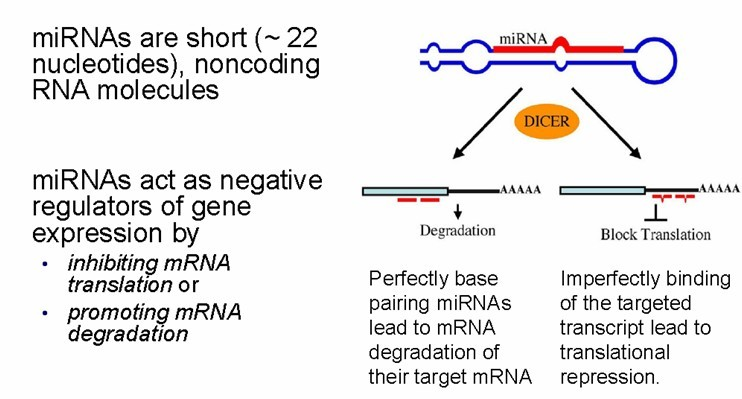 miRNAs are short (~ 22
nucleotides), noncoding
RNA molecules
miRNAs act as negative
regulators of gene
expression by
• inhibiting mRNA
translation or
• promoting mRNA
degradation
miRNA
DICER
AAAAA
Degradation
AAAAA
Block Translation
Perfectly base
pairing miRNAs
lead to mRNA
degradation of
their target mRNA
Imperfectly binding
of the targeted
transcript lead to
translational
repression.